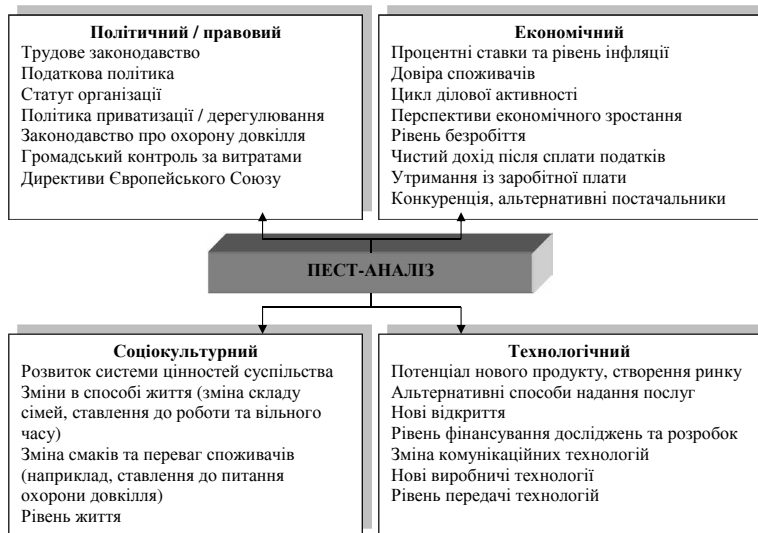 Політичний / правовий
Трудове законодавство
Податкова політика
Статут організації
Політика приватизації / дерегулювання
Законодавство про охорону довкілля
Громадський контроль за витратами
Директиви Європейського Союзу
Економічний
Процентні ставки та рівень інфляції
Довіра споживачів
Цикл ділової активності
Перспективи економічного зростання
Рівень безробіття
Чистий дохід після сплати податків
Утримання із заробітної плати
Конкуренція, альтернативні постачальники
ПЕСТ-АНАЛІЗ
Соціокультурний
Розвиток системи цінностей суспільства
Зміни в способі життя (зміна складу
сімей, ставлення до роботи та вільного
часу)
Зміна смаків та переваг споживачів
(наприклад, ставлення до питання
охорони довкілля)
Рівень життя
Технологічний
Потенціал нового продукту, створення ринку
Альтернативні способи надання послуг
Нові відкриття
Рівень фінансування досліджень та розробок
Зміна комунікаційних технологій
Нові виробничі технології
Рівень передачі технологій